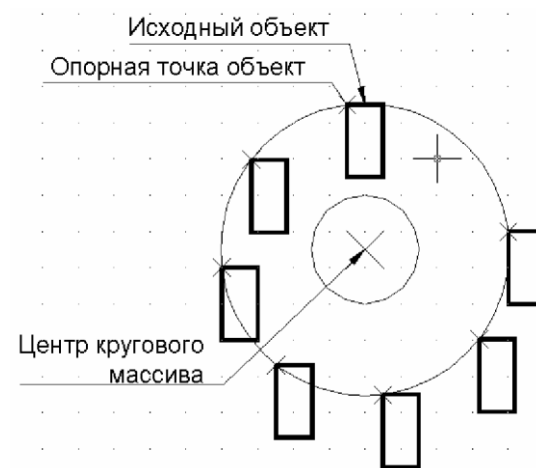 Исходный объект
Опорная точка объект
Центр кругового
массива